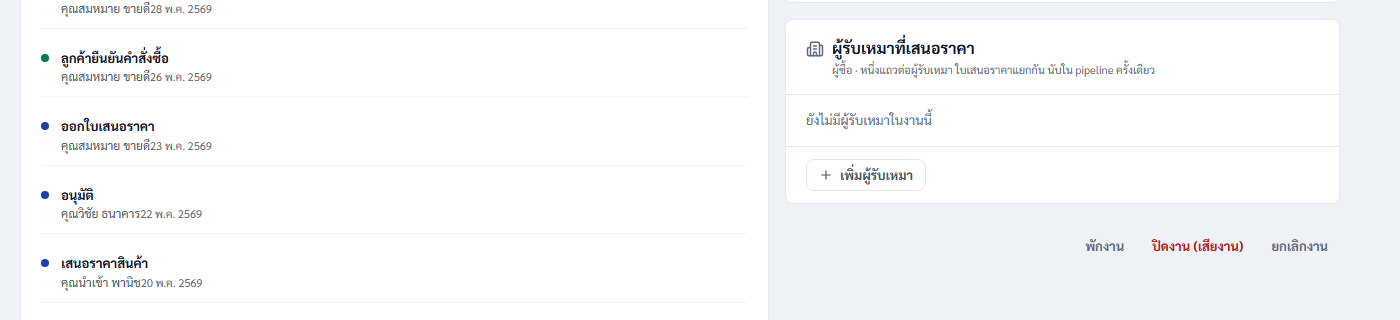 คุณสมหมาย ขายดี28 พ.ค. 2569
ลูกค้ายืนยันคำสั่งซื้อ
คุณสมหมาย ขายดี26 พ.ค. 2569
ออกใบเสนอราคา
คุณสมหมาย ขายดี23 พ.ค. 2569
อนุมัติ
คุณวิชัย ธนาคาร22 พ.ค. 2569
เสนอราคาสินค้า
คุณนำเข้า พานิช20 พ.ค. 2569
ผู้รับเหมาที่เสนอราคา
ผู้ซื้อ · หนึ่งแถวต่อผู้รับเหมา ใบเสนอราคาแยกกัน นับใน pipeline ครั้งเดียว
ยังไม่มีผู้รับเหมาในงานนี้
+ เพิ่มผู้รับเหมา
พักงาน
ปิดงาน (เสียงาน)
ยกเลิกงาน